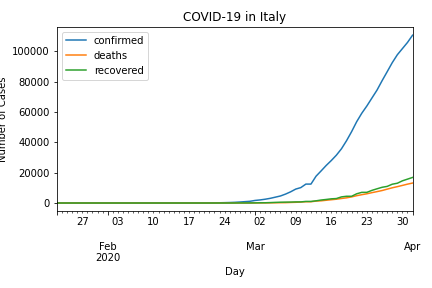 COVID-19 in Italy
confirmed
deaths
recovered
100000
80000
60000
40000
20000
0
Number of Cases
27 03 10 17 24 02 09 16 23 30
Feb Mar Apr
2020
Day